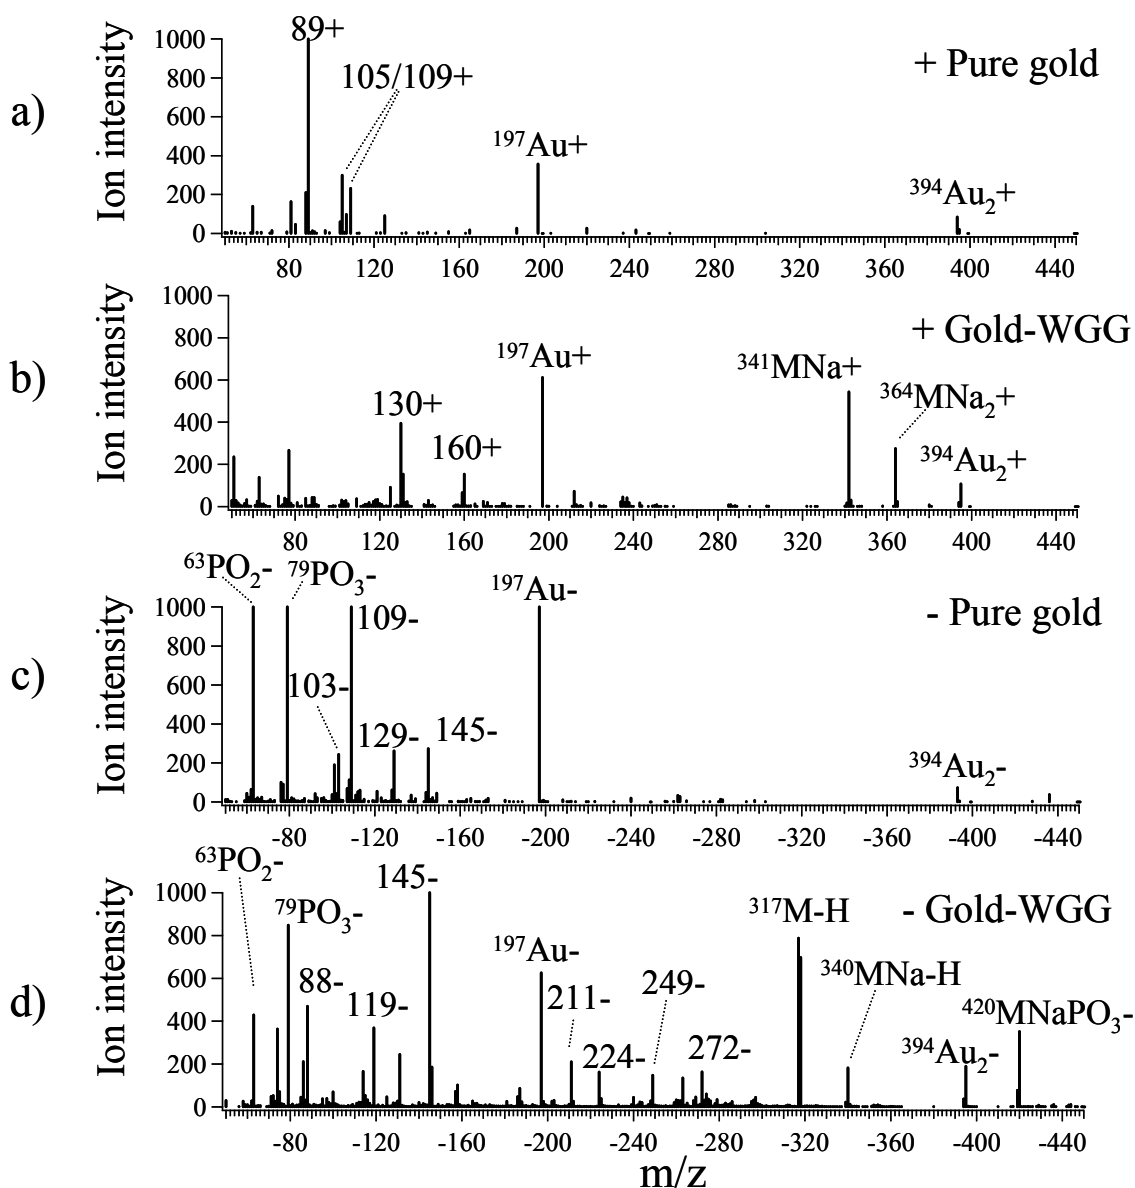 a)
Ion intensity
1000
800
600
400
200
0
89+
105/109+
¹⁹⁷Au+
³⁹⁴Au₂+
+ Pure gold
80 120 160 200 240 280 320 360 400 440
b)
Ion intensity
1000
800
600
400
200
0
130+
160+
¹⁹⁷Au+
³⁴¹MNa+
³⁶⁴MNa₂+
³⁹⁴Au₂+
+ Gold-WGG
80 120 160 200 240 280 320 360 400 440
c)
Ion intensity
1000
800
600
400
200
0
⁶³PO₂-
⁷⁹PO₃-
109-
103-
129-
145-
¹⁹⁷Au-
³⁹⁴Au₂-
- Pure gold
-80 -120 -160 -200 -240 -280 -320 -360 -400 -440
d)
Ion intensity
1000
800
600
400
200
0
⁶³PO₂-
⁷⁹PO₃-
88-
119-
145-
¹⁹⁷Au-
211-
224-
249-
272-
³¹⁷M-H
³⁴⁰MNa-H
³⁹⁴Au₂-
⁴²⁰MNaPO₃-
- Gold-WGG
-80 -120 -160 -200 -240 -280 -320 -360 -400 -440
m/z